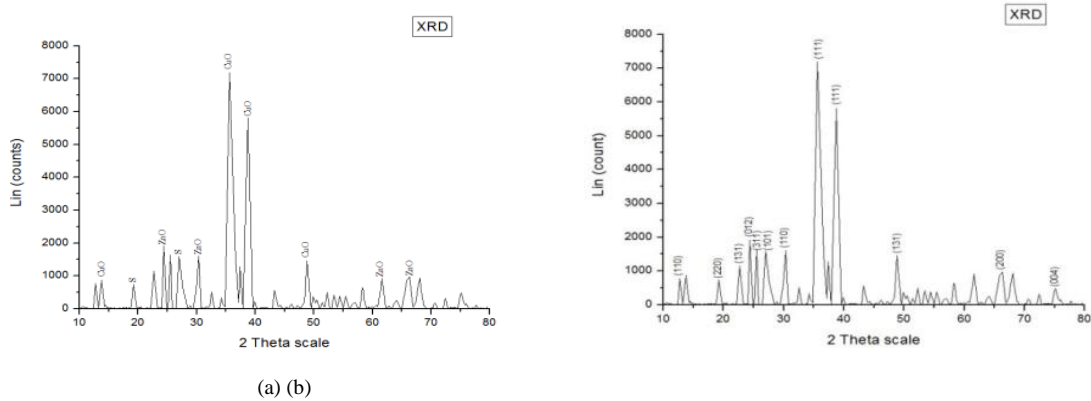 XRD
8000
7000
6000
5000
4000
3000
2000
1000
0
Lin (counts)
CuO
S
ZnO
S
ZnO
CuO
CuO
CuO
ZnO
ZnO
10 20 30 40 50 60 70 80
2 Theta scale
XRD
8000
7000
6000
5000
4000
3000
2000
1000
0
Lin (count)
(110)
(220)
(131)
(012)
(311)
(101)
(110)
(111)
(111)
(131)
(200)
(004)
10 20 30 40 50 60 70 80
2 Theta scale
(a) (b)